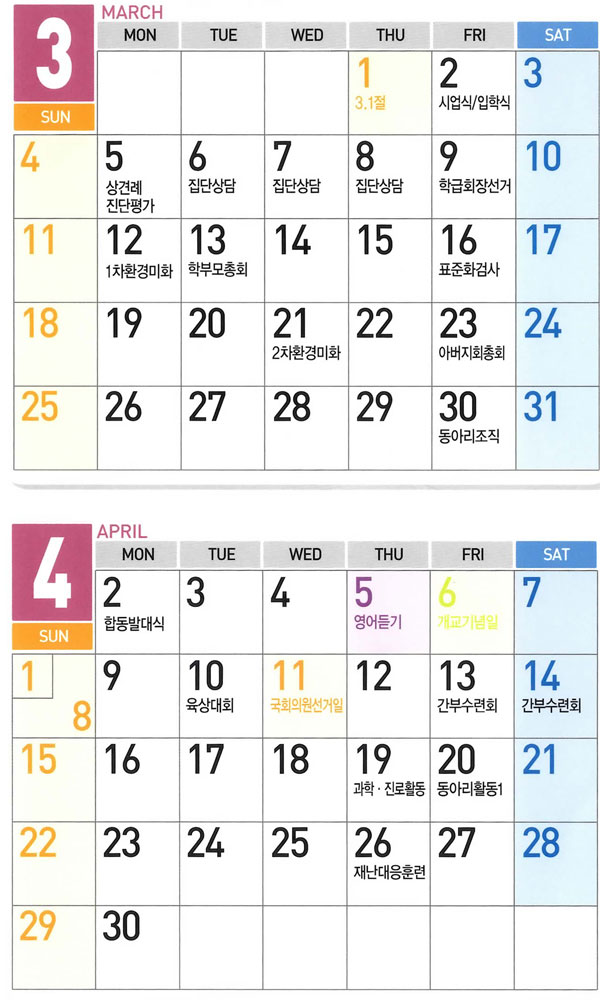 3 MARCH
SUN MON TUE WED THU FRI SAT
1 2 3
3.1절 시업식/입학식
4 5 6 7 8 9 10
상견례 집단상담 집단상담 집단상담 학급회장선거
진단평가
11 12 13 14 15 16 17
1차환경미화 학부모총회 표준화검사
18 19 20 21 22 23 24
2차환경미화 아버지회총회
25 26 27 28 29 30 31
동아리조직
4 APRIL
SUN MON TUE WED THU FRI SAT
2 3 4 5 6 7
합동발대식 영어듣기 개교기념일
1 8 9 10 11 12 13 14
육상대회 국회의원선거일 간부수련회 간부수련회
15 16 17 18 19 20 21
과학·진로활동 동아리활동1
22 23 24 25 26 27 28
재난대응훈련
29 30